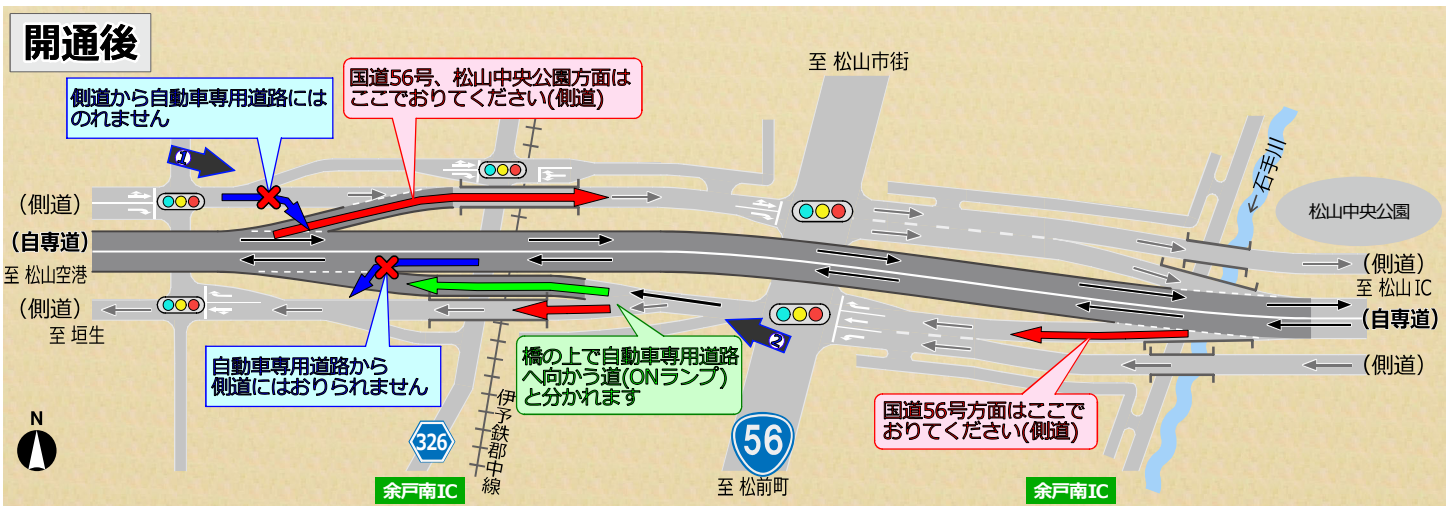 開通後
側道から自動車専用道路には
のれません
国道56号、松山中央公園方面は
ここでおりてください(側道)
至 松山市街
1
石手川
松山中央公園
(側道)
(自専道)
至 松山空港
(側道)
至 垣生
(側道)
至 松山IC
(自専道)
(側道)
自動車専用道路から
側道にはおりられません
橋の上で自動車専用道路
へ向かう道(ONランプ)
と分かれます
2
国道56号方面はここで
おりてください(側道)
N
326
伊予鉄郡中線
56
余戸南IC
至 松前町
余戸南IC